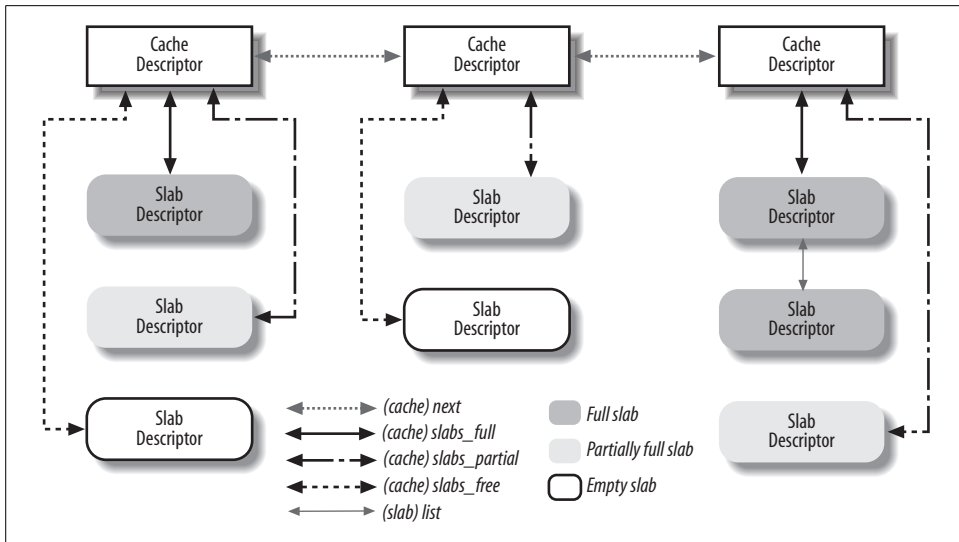 Cache
Descriptor
Cache
Descriptor
Cache
Descriptor
Slab
Descriptor
Slab
Descriptor
Slab
Descriptor
Slab
Descriptor
Slab
Descriptor
Slab
Descriptor
Slab
Descriptor
Slab
Descriptor
(cache) next
(cache) slabs_full
(cache) slabs_partial
(cache) slabs_free
(slab) list
Full slab
Partially full slab
Empty slab